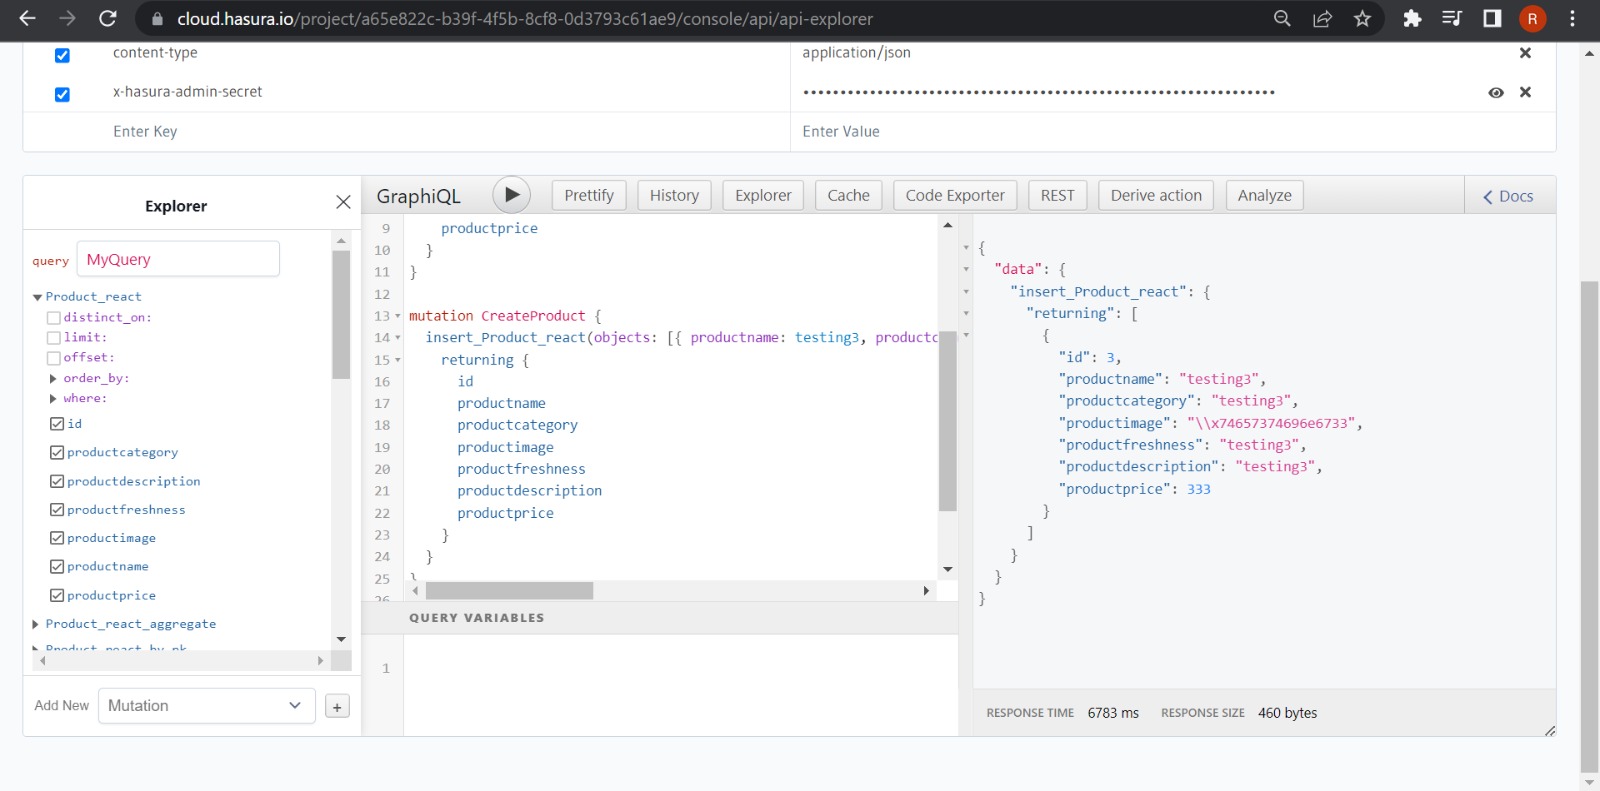 cloud.hasura.io/project/a65e822c-b39f-4f5b-8cf8-0d3793c61ae9/console/api/api-explorer
R
content-type application/json
x-hasura-admin-secret
Enter Key Enter Value
Explorer
query MyQuery
Product_react
distinct_on:
limit:
offset:
order_by:
where:
id
productcategory
productdescription
productfreshness
productimage
productname
productprice
Product_react_aggregate
Product_react_by_pk
Add New Mutation +
GraphiQL Prettify History Explorer Cache Code Exporter REST Derive action Analyze Docs
9 productprice
10 }
11 }
12
13 mutation CreateProduct {
14 insert_Product_react(objects: [{ productname: testing3, productc
15 returning {
16 id
17 productname
18 productcategory
19 productimage
20 productfreshness
21 productdescription
22 productprice
23 }
24 }
25 }
26
QUERY VARIABLES
1
{
"data": {
"insert_Product_react": {
"returning": [
{
"id": 3,
"productname": "testing3",
"productcategory": "testing3",
"productimage": "\\x74657374696e6733",
"productfreshness": "testing3",
"productdescription": "testing3",
"productprice": 333
}
]
}
}
}
RESPONSE TIME 6783 ms RESPONSE SIZE 460 bytes